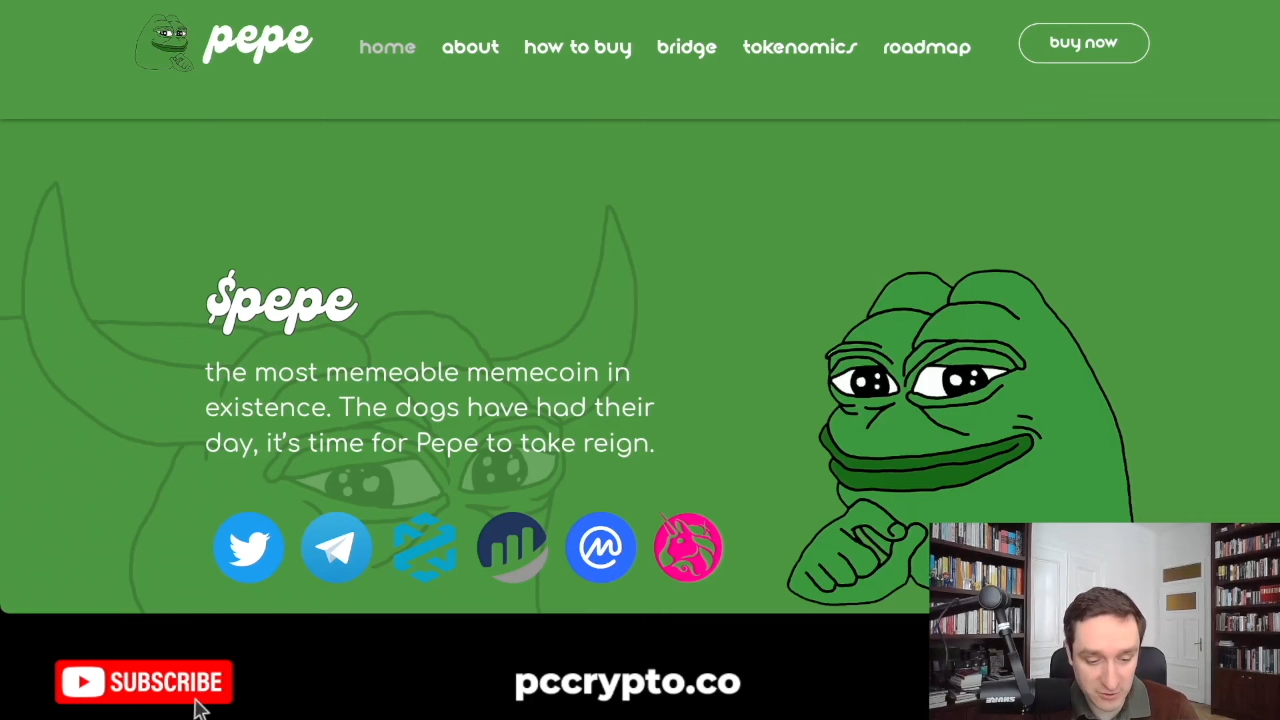 pepe
home about how to buy bridge tokenomics roadmap buy now
$pepe
the most memeable memecoin in
existence. The dogs have had their
day, it's time for Pepe to take reign.
SUBSCRIBE
pccrypto.co
SHURE